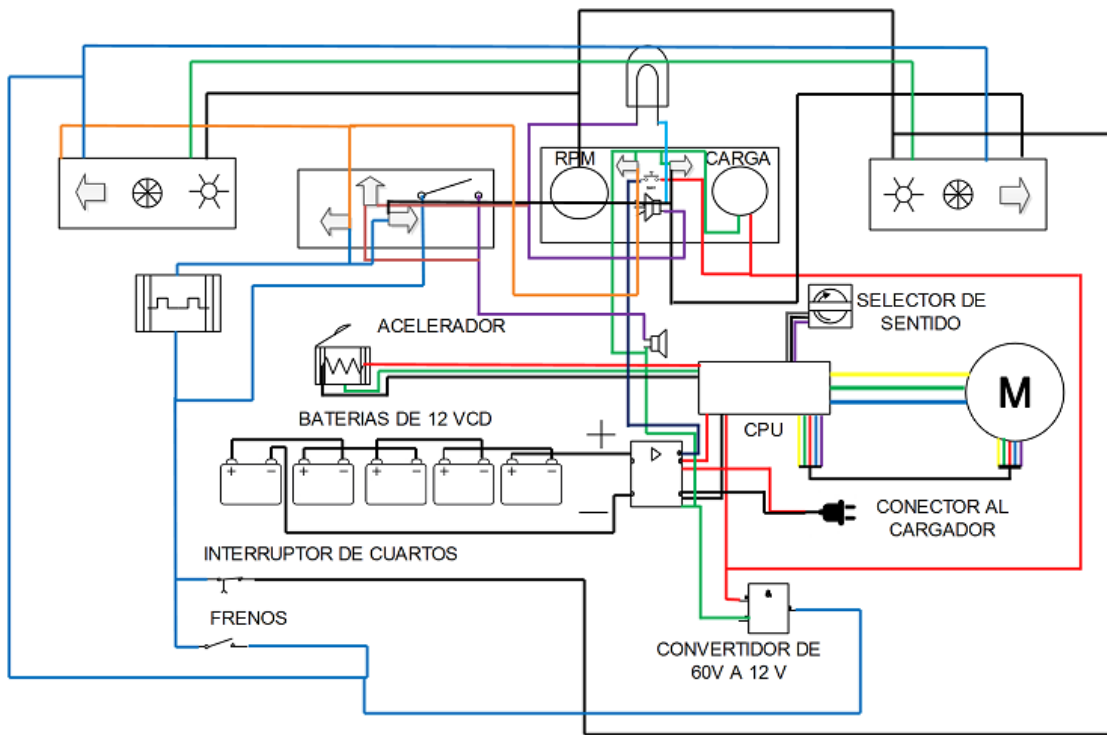 RPM
CARGA
SELECTOR DE
SENTIDO
ACELERADOR
BATERIAS DE 12 VCD
CPU
M
+ − + − + − + − + −
CONECTOR AL
CARGADOR
INTERRUPTOR DE CUARTOS
FRENOS
&
CONVERTIDOR DE
60V A 12 V